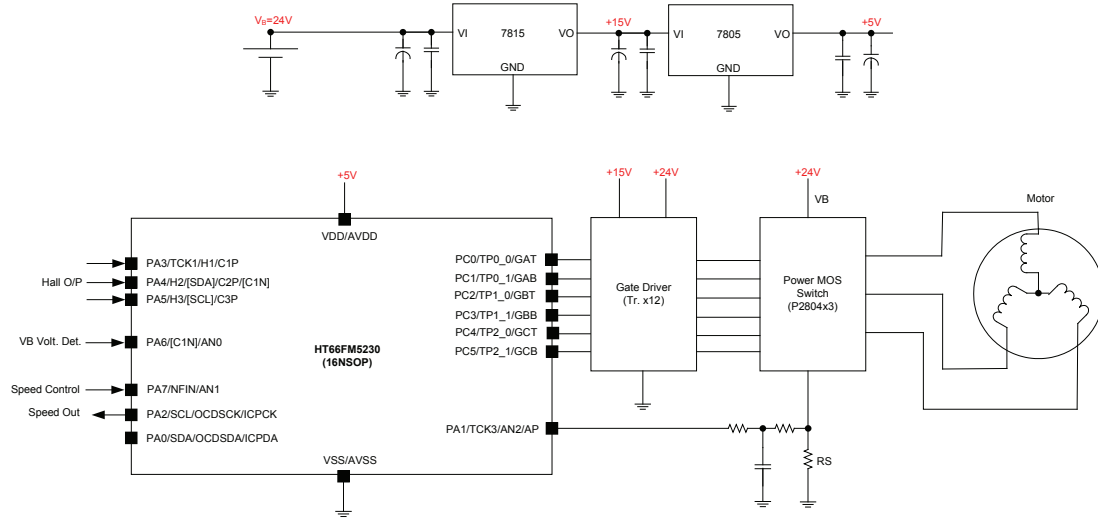 VB=24V
+15V
+5V
VI
7815
VO
GND
VI
7805
VO
GND
+5V
+15V
+24V
+24V
VB
Motor
VDD/AVDD
PA3/TCK1/H1/C1P
Hall O/P
PA4/H2/[SDA]/C2P/[C1N]
PA5/H3/[SCL]/C3P
VB Volt. Det.
PA6/[C1N]/AN0
Speed Control
PA7/NFIN/AN1
Speed Out
PA2/SCL/OCDSCK/ICPCK
PA0/SDA/OCDSDA/ICPDA
HT66FM5230
(16NSOP)
PC0/TP0_0/GAT
PC1/TP0_1/GAB
PC2/TP1_0/GBT
PC3/TP1_1/GBB
PC4/TP2_0/GCT
PC5/TP2_1/GCB
PA1/TCK3/AN2/AP
VSS/AVSS
Gate Driver
(Tr. x12)
Power MOS
Switch
(P2804x3)
RS